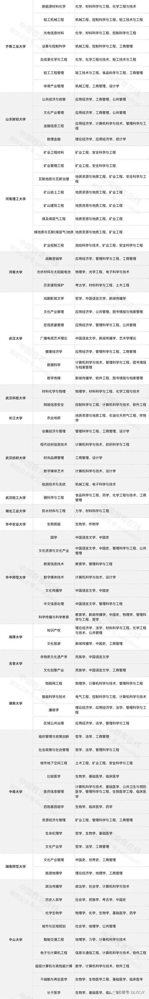 新能源材料化学 化学、材料科学与工程、化学工程与技术
轻工机械工程 机械工程、控制科学与工程、轻工技术与工程
光电信息材料 化学、材料科学与工程、控制科学与工程
齐鲁工业大学 运筹与控制科学 机械工程、控制科学与工程、工商管理
合成革化学与工程 化学、化学工程与技术、轻工技术与工程
轻工工程管理 轻工技术与工程、食品科学与工程、工商管理
体育产业管理 机械工程、工商管理、设计学
公共经济与政策 应用经济学、工商管理、公共管理
文化产业管理 应用经济学、工商管理、公共管理
山东财经大学
金融信息工程 应用经济学、计算机科学与技术、管理科学与工
程
数理金融 理论经济学、应用经济学、统计学
矿业工程材料 矿业工程、安全科学与工程
矿业管理工程 矿业工程、安全科学与工程
瓦斯地质与瓦斯治理 地质资源与地质工程、矿业工程、安全科学与工
程
矿山岩土工程 地质资源与地质工程、矿业工程
河南理工大学
矿山建筑工程 地质资源与地质工程、矿业工程
煤及煤层气工程 地质资源与地质工程、矿业工程
煤地质与瓦斯(煤层气)地质 地质资源与地质工程、矿业工程
矿业控制工程 测绘科学与技术、矿业工程、安全科学与工程
战略营销学 应用经济学、管理科学与工程、工商管理
河南大学 光伏材料与太阳能电池 物理学、光学工程、电子科学与技术
历史建筑保护 考古学、材料科学与工程、土木工程
戏剧影视文学 哲学、中国语言文学、新闻传播学
文化产业管理 应用经济学、公共管理、图书情报与档案管理
宏观质量管理 应用经济学、管理科学与工程、公共管理
武汉大学 广播电视艺术理论 中国语言文学、新闻传播学、艺术学理论
健康经济学 应用经济学、管理科学与工程、工商管理
数据科学 计算机科学与技术、管理科学与工程、图书情报
与档案管理
数字传媒 新闻传播学、软件工程、图书情报与档案管理
材料化学与物理 物理学、材料科学与工程、化学工程与技术
武汉科技大学
网络信息安全 控制科学与工程、计算机科学与技术、软件工程
长江大学 农业地质 地质资源与地质工程、石油与天然气工程、作物
学
会展经济与管理 管理科学与工程、工商管理、设计学
现代纺织信息技术 计算机科学与技术、纺织科学与工程
武汉纺织大学 时尚品牌管理 工商管理、设计学
数字媒体艺术 计算机科学与技术、设计学
检测技术与系统 机械工程、电子科学与技术
武汉轻工大学 硒科学与工程 食品科学与工程、药学、化学工程与技术、工商
管理
湖北工业大学 防水材料与工程 力学、材料科学与工程
华中农业大学 生物质能 生物学、作物学
国学 中国语言文学、中国史
文化资源与文化产业 中国语言文学、中国史、管理科学与工程、公共
管理
教育信息技术 教育学、管理科学与工程
华中师范大学 数字媒体技术 计算机科学与技术、设计学
文化传播学 中国语言文学、中国史
中文信息处理 中国语言文学、管理科学与工程
科学传播与科学教育 教育学、新闻传播学、中国史、物理学、管理科
学与工程、哲学
知识产权 理论经济学、法学、材料科学与工程、化学工程
与技术、公共管理
湘潭大学
文化旅游 新闻传播学、中国史、工商管理
非物质文化遗产学 民族学、中国语言文学
吉首大学
文化创意产业 民族学、中国语言文学、工商管理
物联网工程 物理学、计算机科学与技术、管理科学与工程
智能科学与技术 电气工程、控制科学与工程、计算机科学与技术
湖南大学
廉政学 理论经济学、应用经济学、法学、管理科学与工
程
区域公共治理 应用经济学、法学、管理科学与工程
组织管理与政策创新 哲学、法学、工商管理
社会政策与社会管理 哲学、法学、管理科学与工程
城市地下空间工程 土木工程、矿业工程、安全科学与工程
比较医学 生物学、基础医学、临床医学
中南大学 医药信息管理 计算机科学与技术、基础医学、公共卫生与预防
医学、管理科学与工程、生物医学工程、临床医
学
药物基因组学 生物学、临床医学、药学
资源经济与管理 矿业工程、管理科学与工程、工商管理
生命伦理学 哲学、生物学、基础医学
文化产业学 哲学、法学、工商管理
文化产业管理 中国史、世界史、工商管理
湖南师范大学
旅游地理学 理论经济学、地理学、工商管理
政治传播学 政治学、社会学、计算机科学与技术
历史人类学 社会学、民族学、考古学、中国史
化学生物学 物理学、化学、生物学、基础医学、药学
城市与区域规划 社会学、地理学、公共管理
中山大学 智能交通工程 地理学、力学、计算机科学与技术
电子与计算机工程 信息与通信工程、计算机科学与技术、软件工程
超级计算机与高性能计算 数学、计算机科学与技术、软件工程
干细胞与再生医学 生物学、生物医学工程、基础医学、临床医学
分子医学 生物学、基础医学、临
微信号: DLKKJY